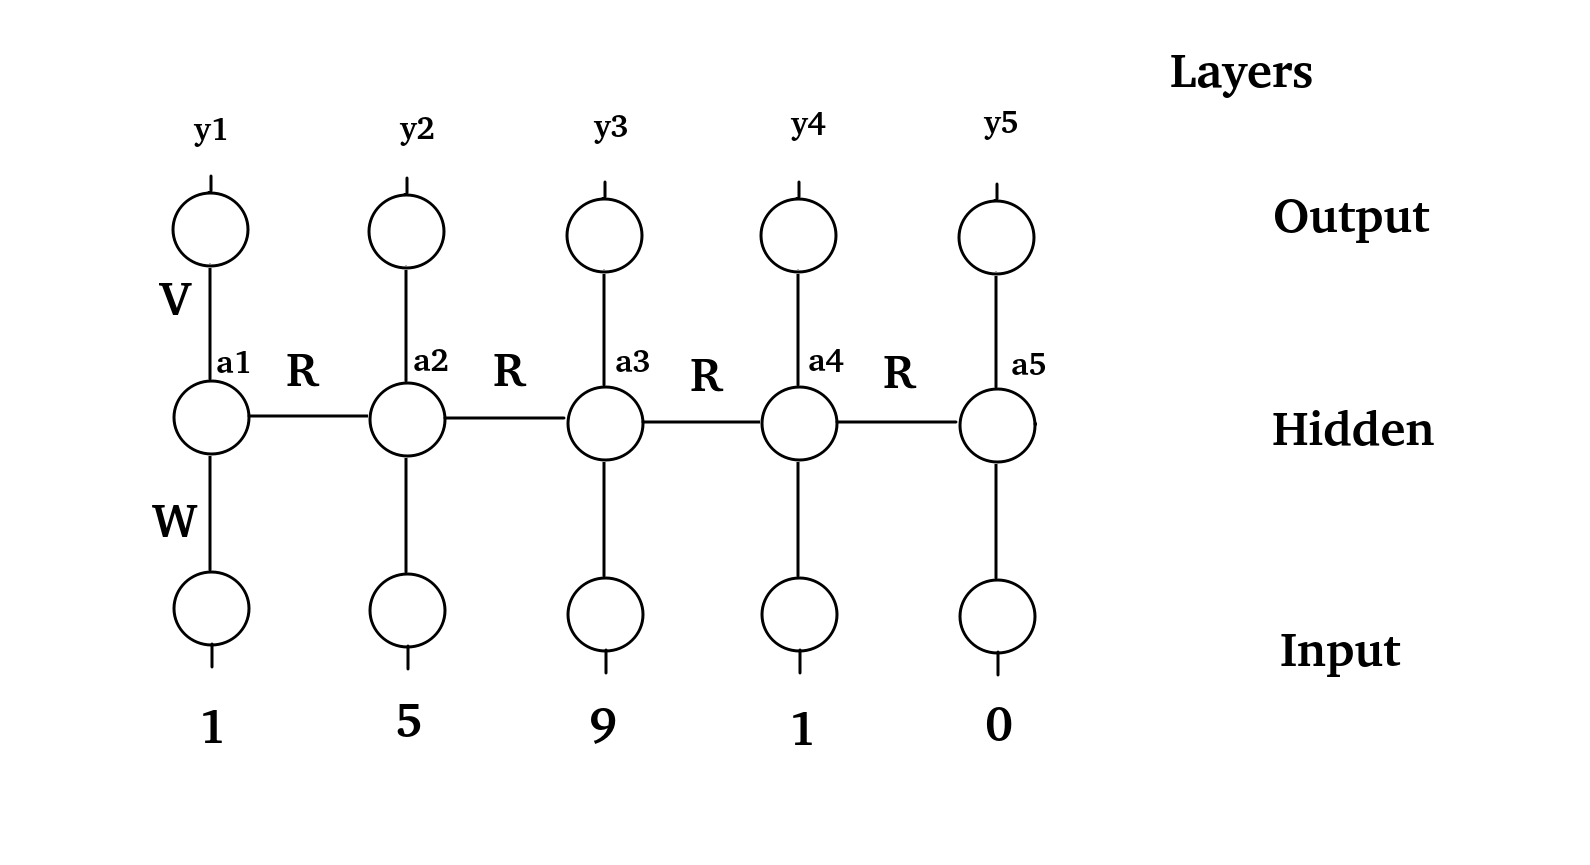 Layers
y1 y2 y3 y4 y5
Output
V
a1 R a2 R a3 R a4 R a5
Hidden
W
Input
1 5 9 1 0